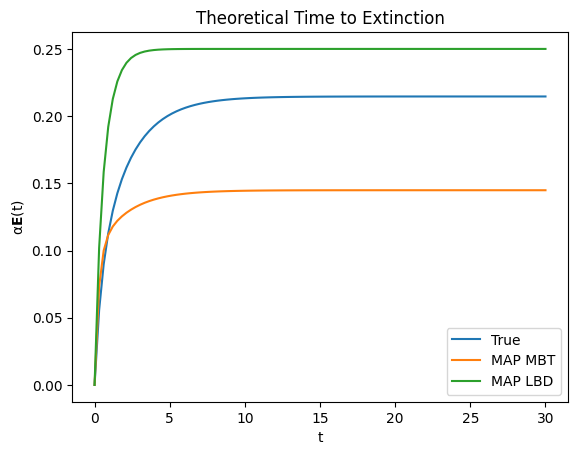 Theoretical Time to Extinction
αE(t)
0.25
0.20
0.15
0.10
0.05
0.00
0 5 10 15 20 25 30
t
True
MAP MBT
MAP LBD